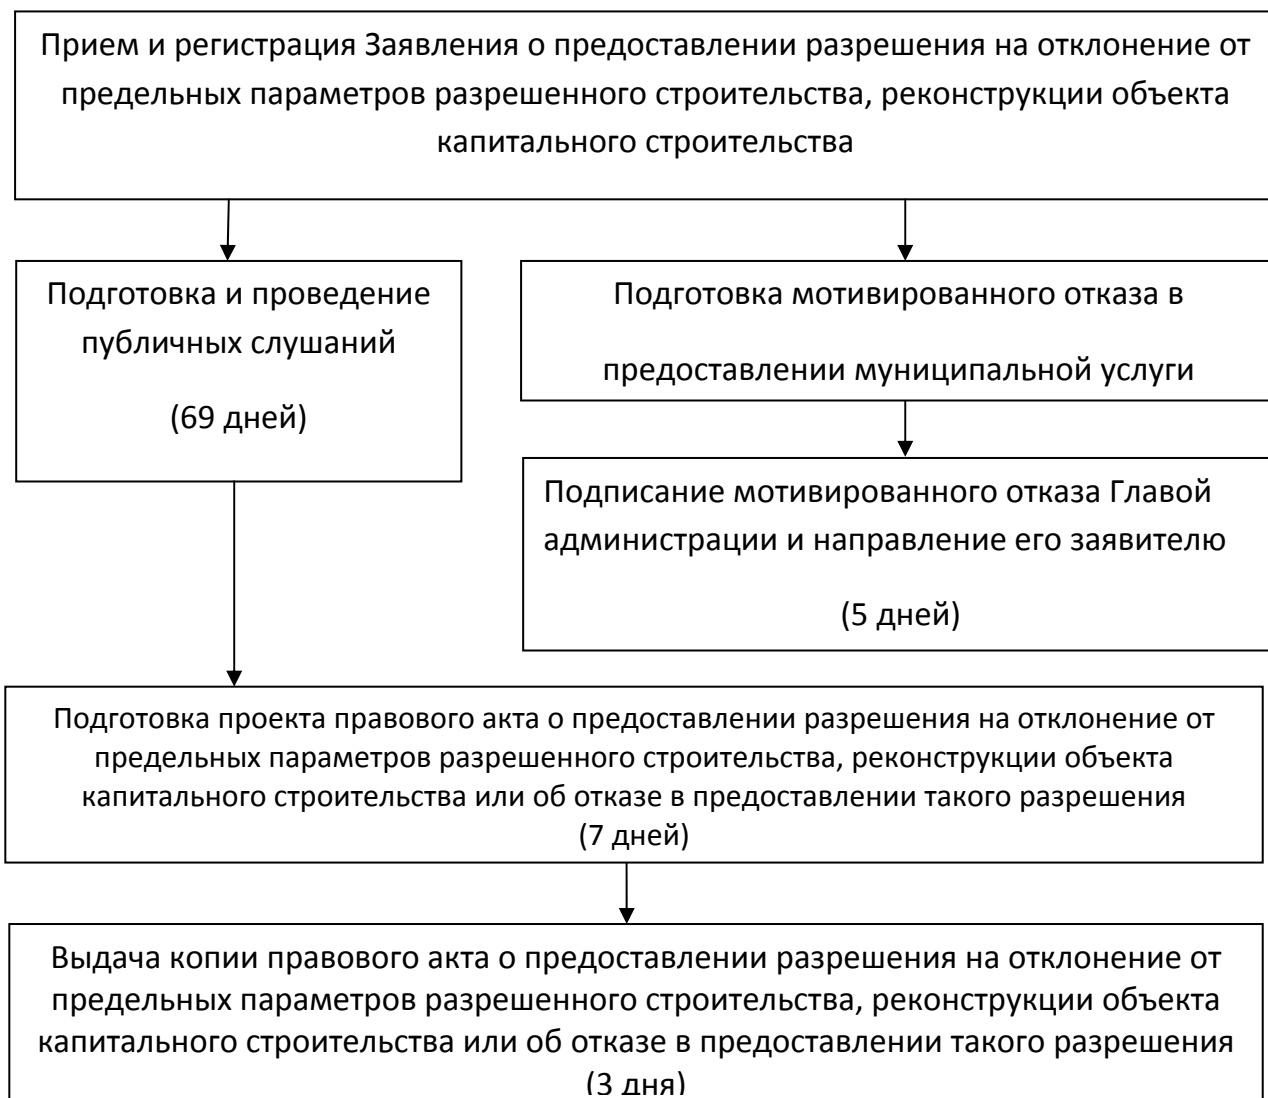 Прием и регистрация Заявления о предоставлении разрешения на отклонение от
предельных параметров разрешенного строительства, реконструкции объекта
капитального строительства
Подготовка и проведение
публичных слушаний
(69 дней)
Подготовка мотивированного отказа в
предоставлении муниципальной услуги
Подписание мотивированного отказа Главой
администрации и направление его заявителю
(5 дней)
Подготовка проекта правового акта о предоставлении разрешения на отклонение от
предельных параметров разрешенного строительства, реконструкции объекта
капитального строительства или об отказе в предоставлении такого разрешения
(7 дней)
Выдача копии правового акта о предоставлении разрешения на отклонение от
предельных параметров разрешенного строительства, реконструкции объекта
капитального строительства или об отказе в предоставлении такого разрешения
(3 дня)